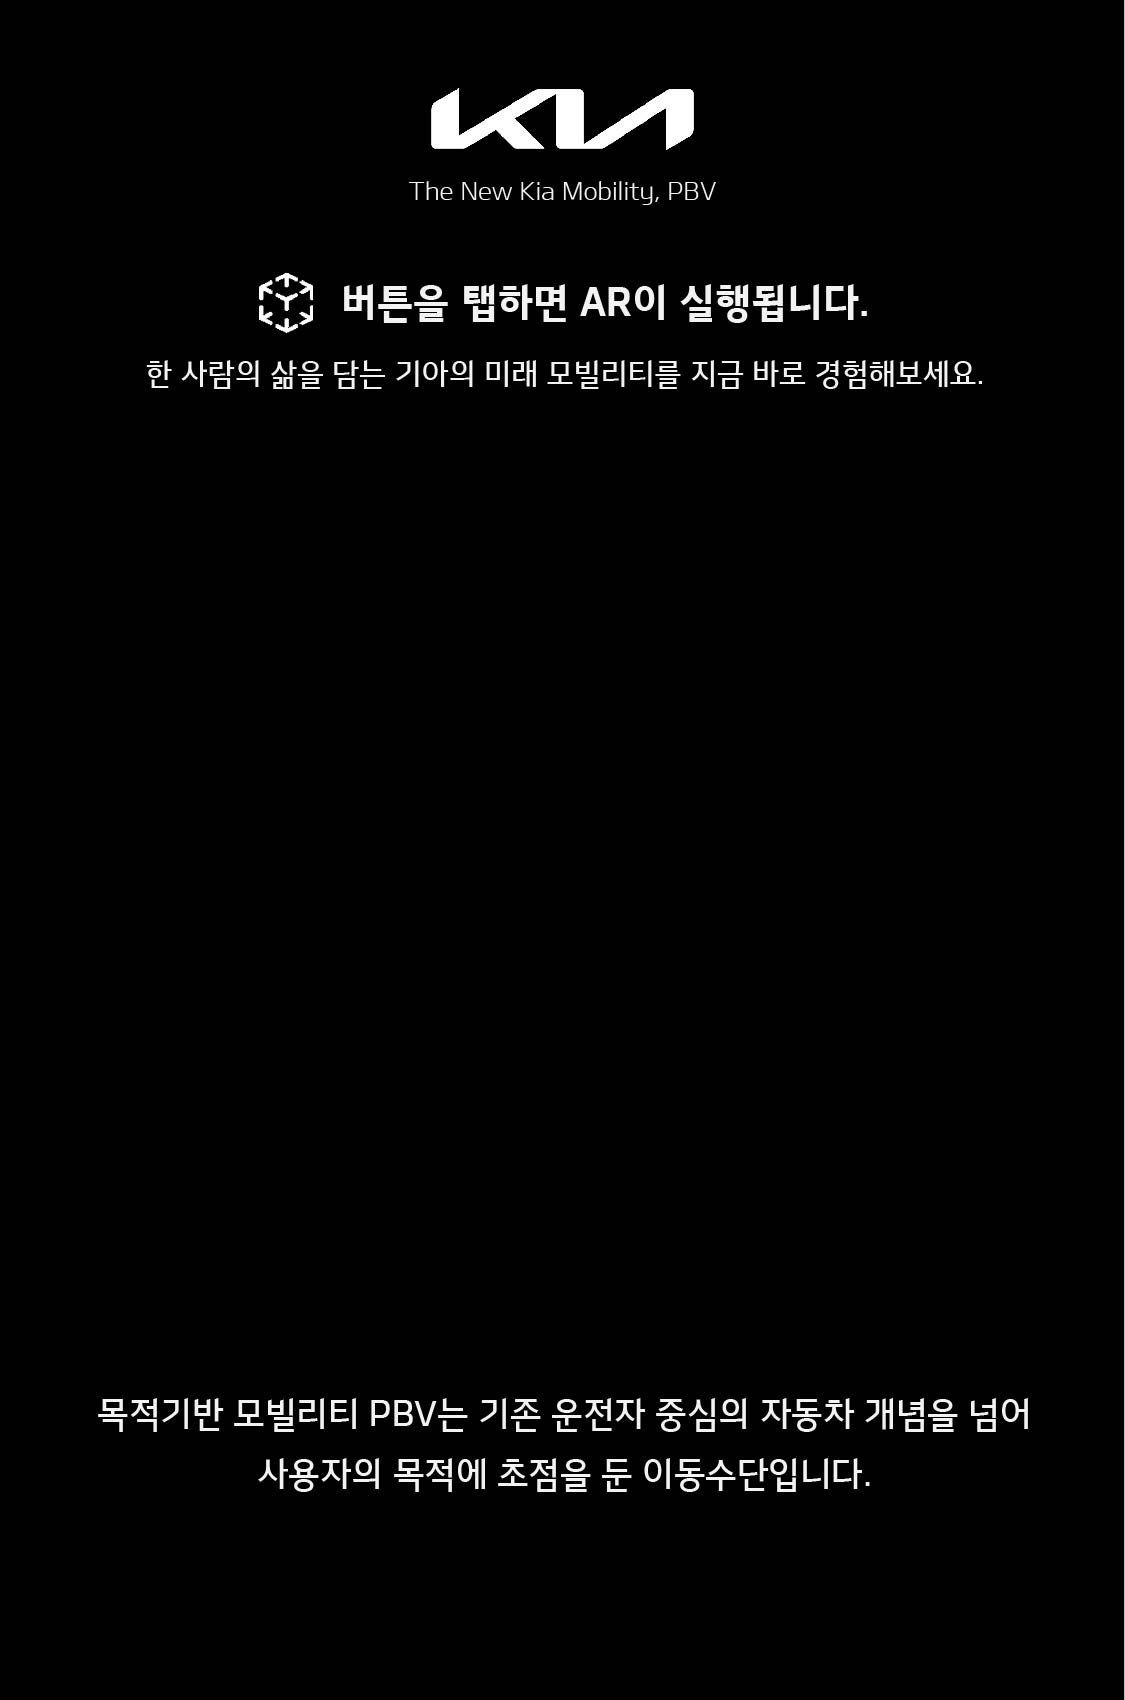 KIA
The New Kia Mobility, PBV
버튼을 탭하면 AR이 실행됩니다.
한 사람의 삶을 담는 기아의 미래 모빌리티를 지금 바로 경험해보세요.
목적기반 모빌리티 PBV는 기존 운전자 중심의 자동차 개념을 넘어
사용자의 목적에 초점을 둔 이동수단입니다.